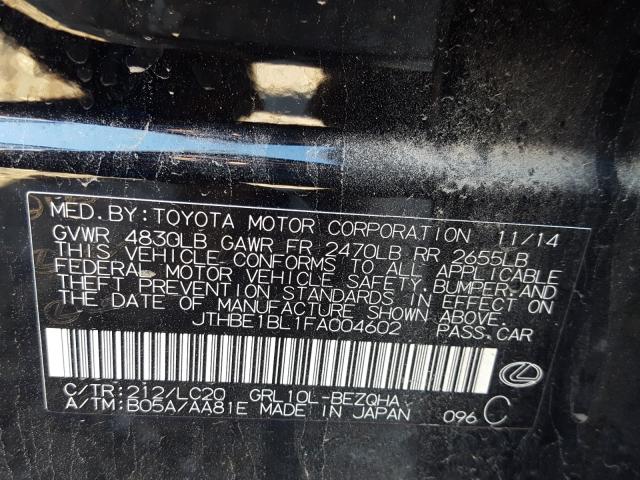 MFD.BY:TOYOTA MOTOR CORPORATION 11/14
GVWR 4830LB GAWR FR 2470LB RR 2655LB
THIS VEHICLE CONFORMS TO ALL APPLICABLE
FEDERAL MOTOR VEHICLE SAFETY,BUMPER,AND
THEFT PREVENTION STANDARDS IN EFFECT ON
THE DATE OF MANUFACTURE SHOWN ABOVE.
JTHBE1BL1FA004602 PASS.CAR
C/TR:212/LC20 GRL10L-BEZQHA
A/TM:B05A/AA81E MADE IN JAPAN 096 C